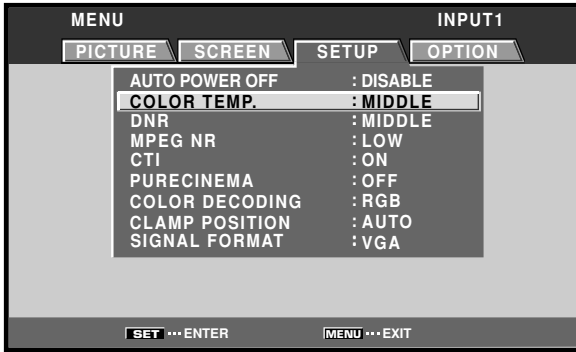 MENU INPUT1
PICTURE SCREEN SETUP OPTION
AUTO POWER OFF : DISABLE
COLOR TEMP. : MIDDLE
DNR : MIDDLE
MPEG NR : LOW
CTI : ON
PURECINEMA : OFF
COLOR DECODING : RGB
CLAMP POSITION : AUTO
SIGNAL FORMAT : VGA
SET ··· ENTER MENU ··· EXIT